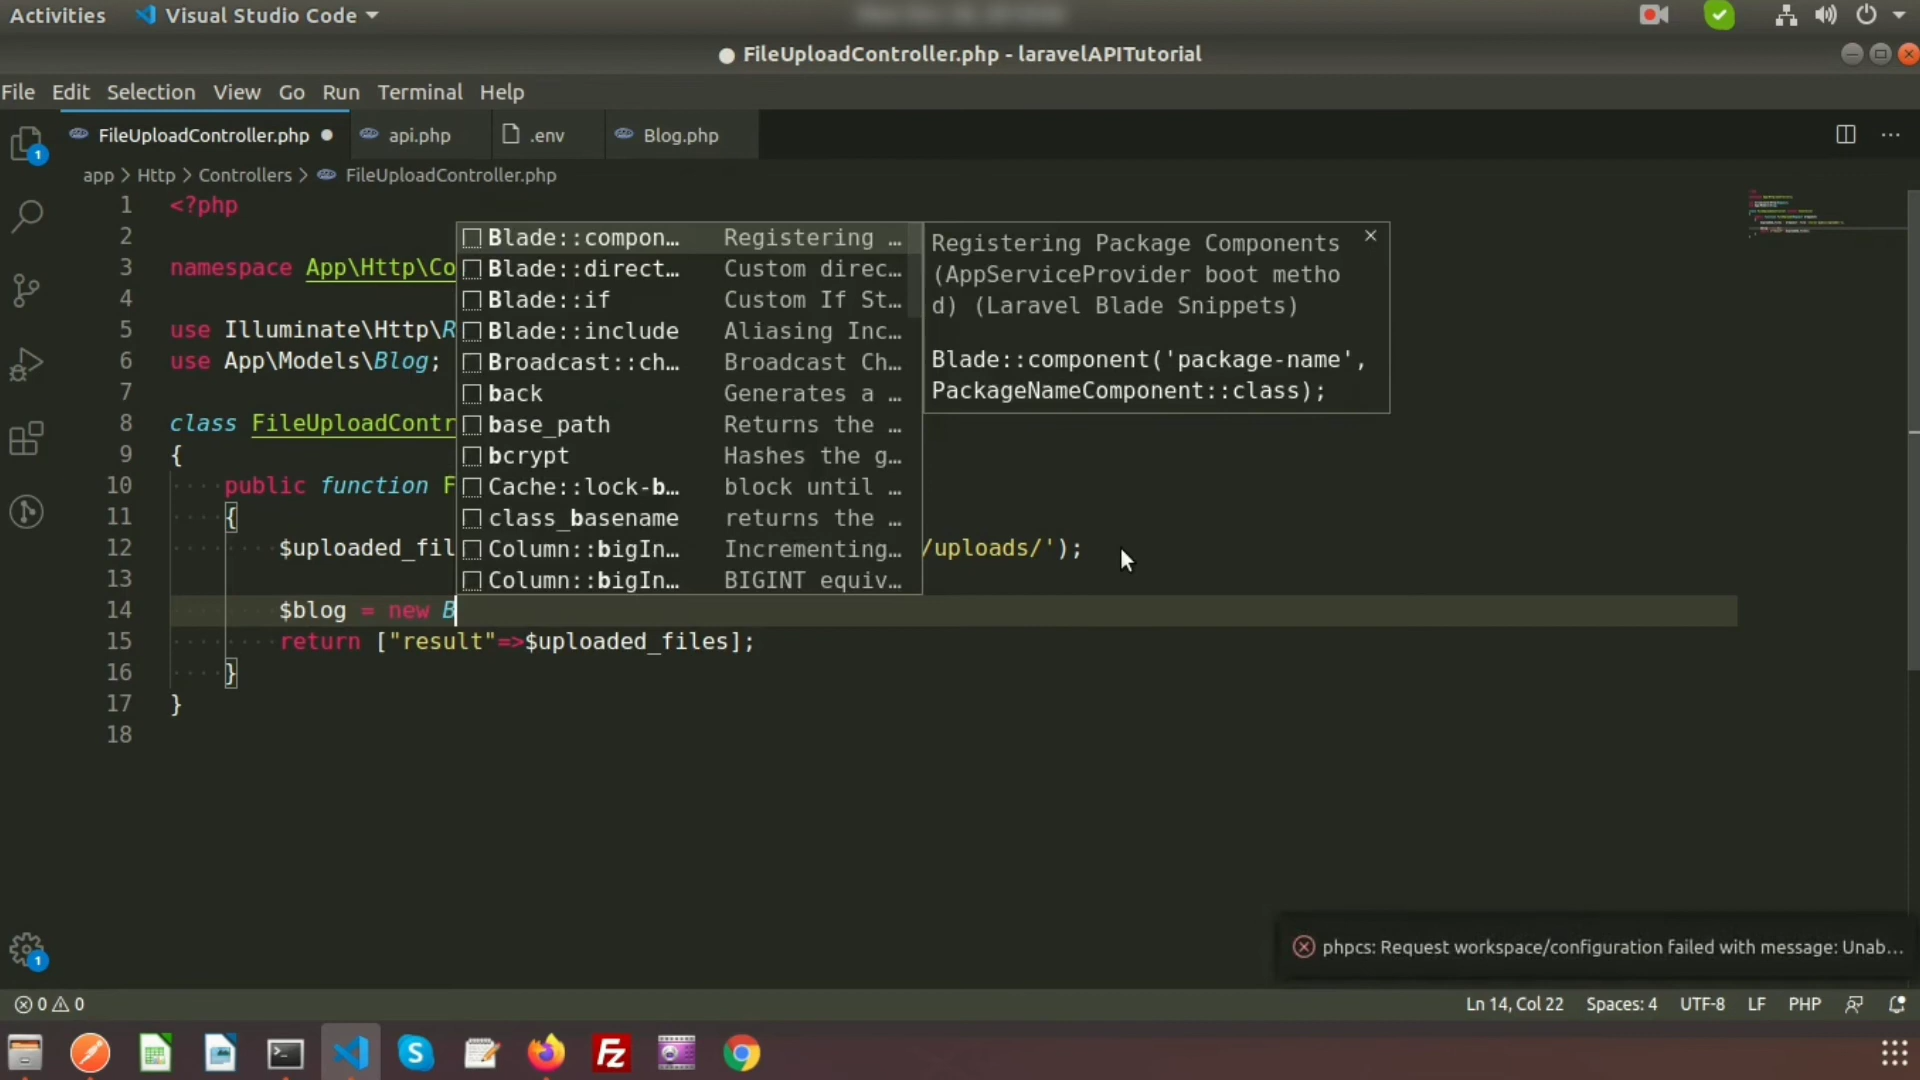 Activities Visual Studio Code
FileUploadController.php - laravelAPITutorial
File Edit Selection View Go Run Terminal Help
FileUploadController.php api.php .env Blog.php
1
app > Http > Controllers > FileUploadController.php
1 <?php
2
3 namespace App\Http\Co
4
5 use Illuminate\Http\R
6 use App\Models\Blog;
7
8 class FileUploadContr
9 {
10 public function F
11 {
12 $uploaded_fil /uploads/');
13
14 $blog = new B
15 return ["result"=>$uploaded_files];
16 }
17 }
18
Blade::compon… Registering …
Blade::direct… Custom direc…
Blade::if Custom If St…
Blade::include Aliasing Inc…
Broadcast::ch… Broadcast Ch…
back Generates a …
base_path Returns the …
bcrypt Hashes the g…
Cache::lock-b… block until …
class_basename returns the …
Column::bigIn… Incrementing…
Column::bigIn… BIGINT equiv…
Registering Package Components
(AppServiceProvider boot metho
d) (Laravel Blade Snippets)
Blade::component('package-name',
PackageNameComponent::class);
phpcs: Request workspace/configuration failed with message: Unab…
1
0 0 Ln 14, Col 22 Spaces: 4 UTF-8 LF PHP
S Fz